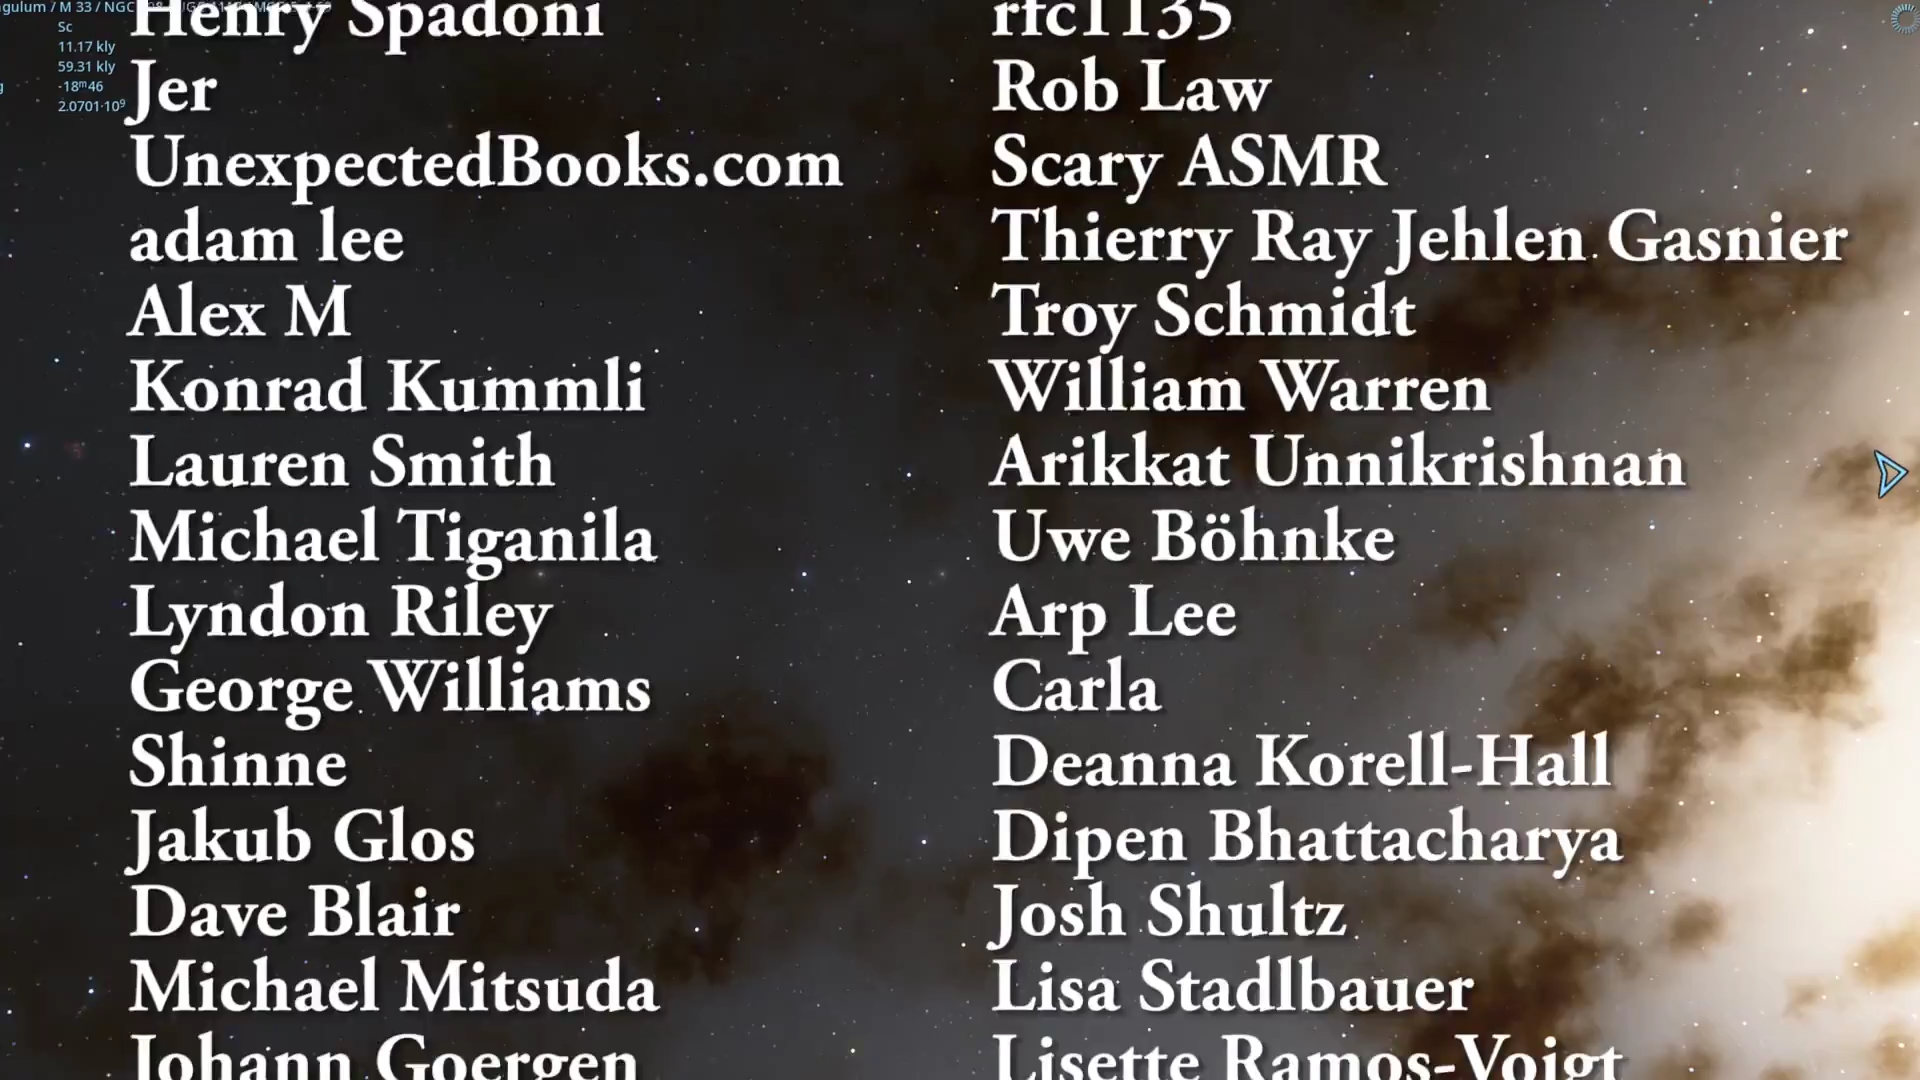 Sc
11.17 kly
59.31 kly
-18ᵐ46
2.0701·10⁹
Henry Spadoni
Jer
UnexpectedBooks.com
adam lee
Alex M
Konrad Kummli
Lauren Smith
Michael Tiganila
Lyndon Riley
George Williams
Shinne
Jakub Glos
Dave Blair
Michael Mitsuda
Johann Goergen
rfc1135
Rob Law
Scary ASMR
Thierry Ray Jehlen Gasnier
Troy Schmidt
William Warren
Arikkat Unnikrishnan
Uwe Böhnke
Arp Lee
Carla
Deanna Korell-Hall
Dipen Bhattacharya
Josh Shultz
Lisa Stadlbauer
Lisette Ramos-Voigt